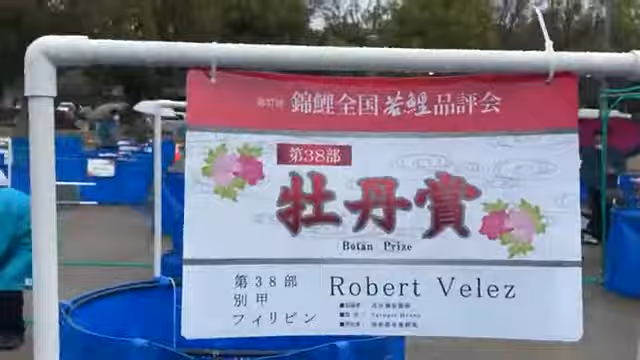 錦鯉全国若鯉品評会
第38部
牡丹賞
Botan Prize
第38部
別甲
フィリピン
Robert Velez